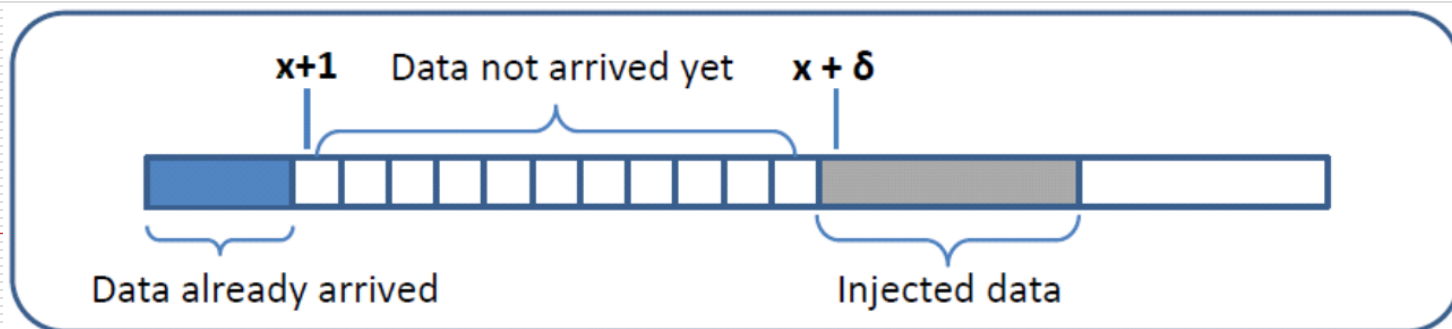 x+1 Data not arrived yet x + δ
Data already arrived Injected data